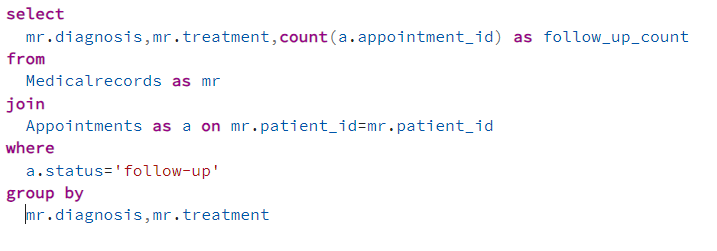 select
mr.diagnosis,mr.treatment,count(a.appointment_id) as follow_up_count
from
Medicalrecords as mr
join
Appointments as a on mr.patient_id=mr.patient_id
where
a.status='follow-up'
group by
mr.diagnosis,mr.treatment